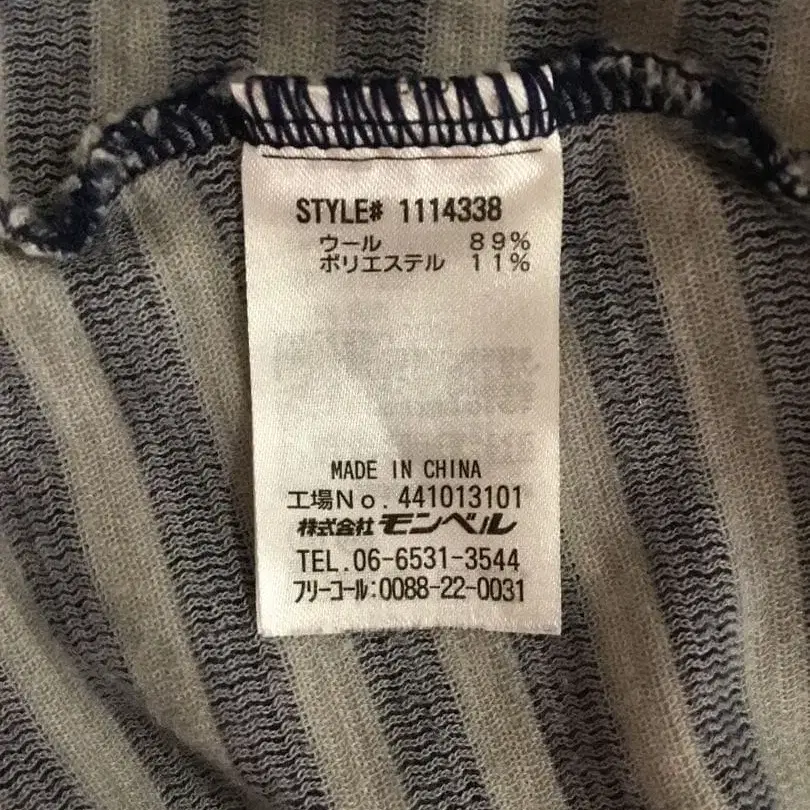 STYLE# 1114338
ウール 89%
ポリエステル 11%
MADE IN CHINA
工場No. 441013101
株式会社 モンベル
TEL.06-6531-3544
フリーコール:0088-22-0031